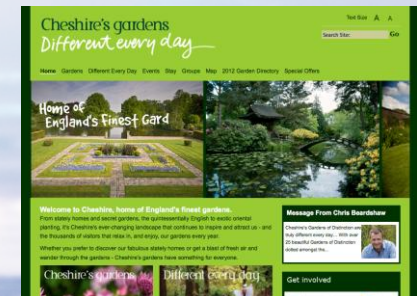 Cheshire's gardens
Different every day
Text Size A A
Search Site: Go
Home Gardens Different Every Day Events Stay Groups Map 2012 Garden Directory Special Offers
Home of
England's Finest Gard
Welcome to Cheshire, home of England's finest gardens.
From stately homes and secret gardens, the quintessentially English to exotic oriental
planting, it's Cheshire's ever-changing landscape that continues to inspire and attract us - and
the thousands of visitors that relax in, and enjoy, our gardens every year.
Whether you prefer to discover our fabulous stately homes or get a blast of fresh air and
wander through the gardens - Cheshire's gardens have something for everyone.
Message From Chris Beardshaw
Cheshire's Gardens of Distinction are
truly different every day... With over
25 beautiful Gardens of Distinction
dotted amongst the...
Cheshire's gardens
Different every day
Get involved